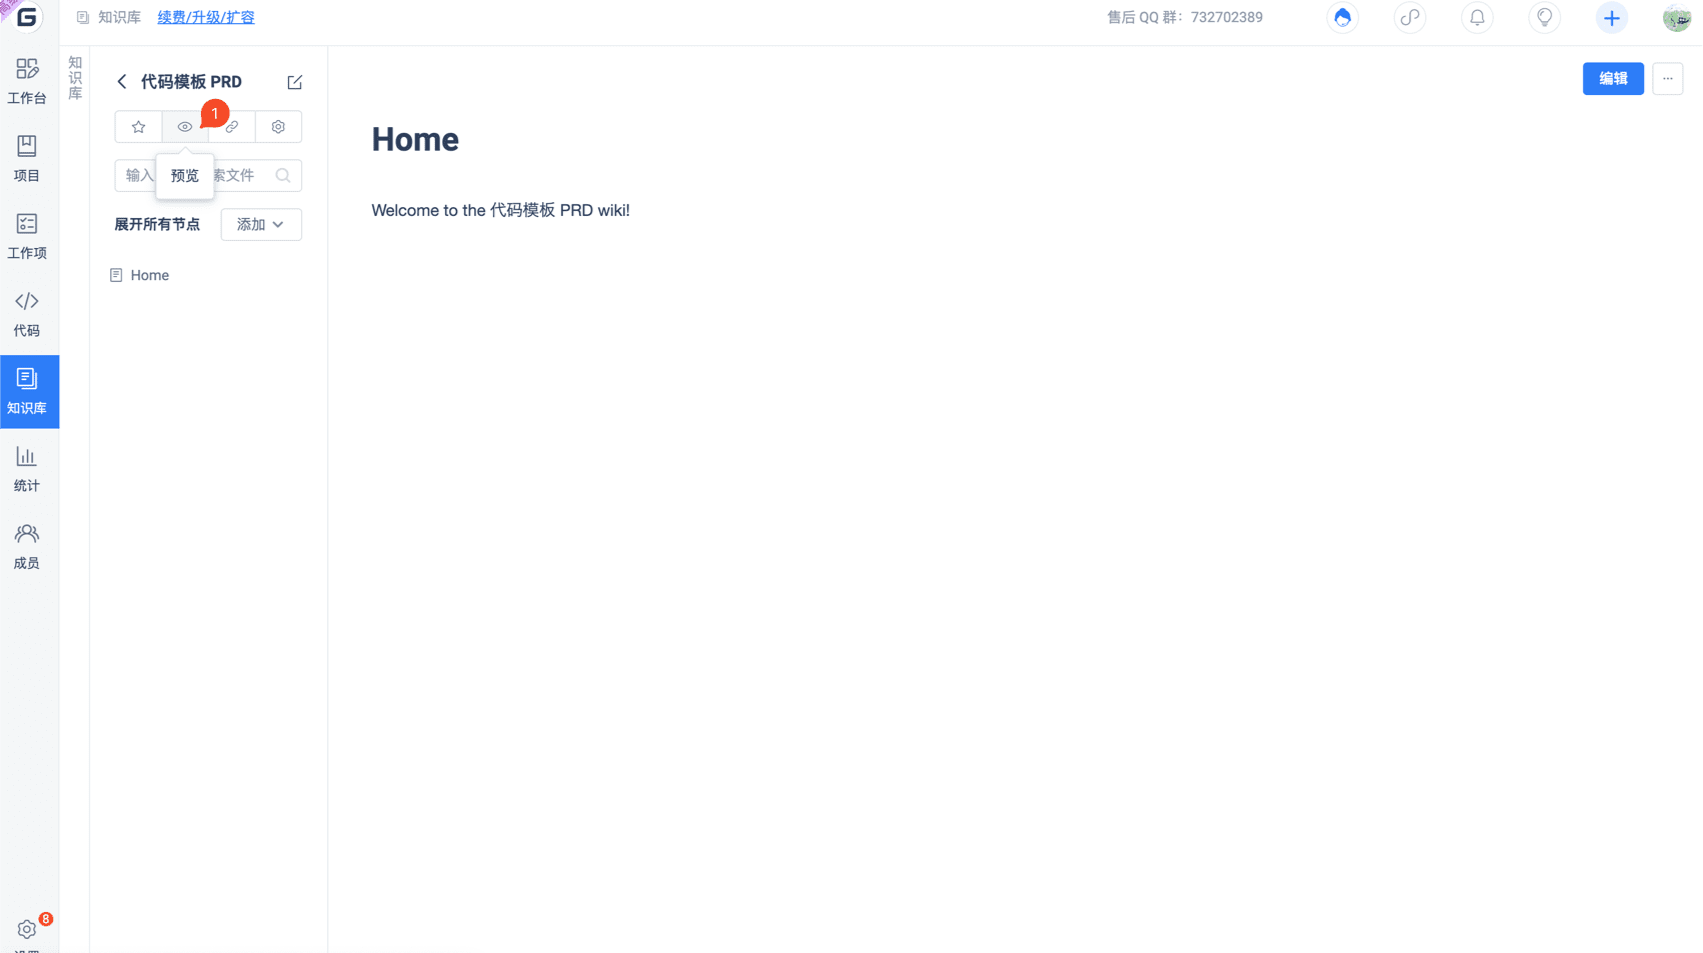 知识库 续费/升级/扩容 售后 QQ 群：732702389
工作台
项目
工作项
代码
知识库
统计
成员
8
知识库
代码模板 PRD
1
输入 索文件
预览
展开所有节点 添加
Home
编辑
...
Home
Welcome to the 代码模板 PRD wiki!